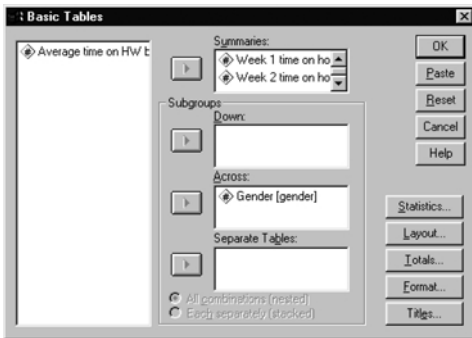 Basic Tables
Average time on HW b
Summaries:
Week 1 time on ho
Week 2 time on ho
Subgroups
Down:
Across:
Gender [gender]
Separate Tables:
All combinations (nested)
Each separately (stacked)
OK
Paste
Reset
Cancel
Help
Statistics...
Layout...
Totals...
Format...
Titles...